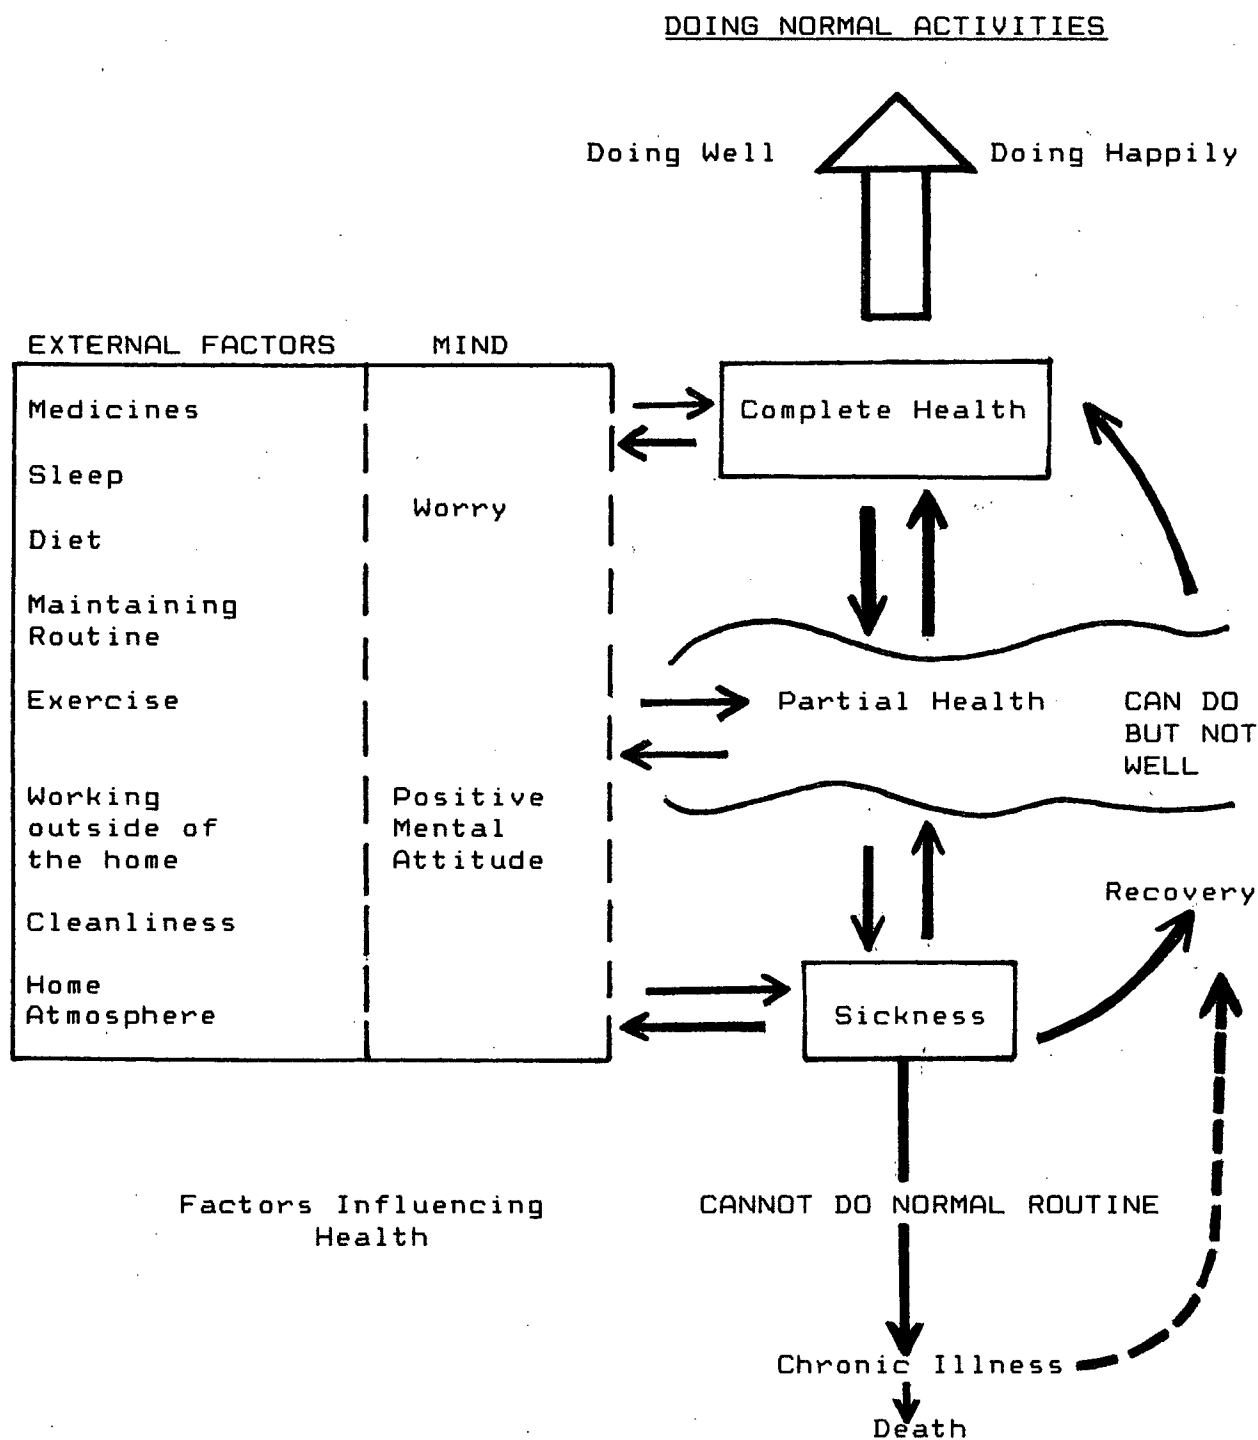 DOING NORMAL ACTIVITIES
Doing Well
Doing Happily
EXTERNAL FACTORS
MIND
Medicines
Sleep
Diet
Maintaining
Routine
Exercise
Working
outside of
the home
Cleanliness
Home
Atmosphere
Worry
Positive
Mental
Attitude
Complete Health
Partial Health
CAN DO
BUT NOT
WELL
Recovery
Sickness
Factors Influencing
Health
CANNOT DO NORMAL ROUTINE
Chronic Illness
Death